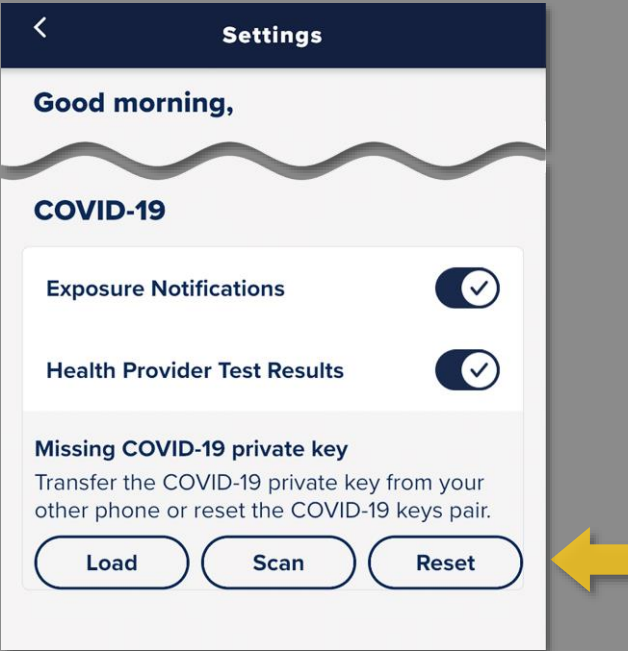 Settings
Good morning,
COVID-19
Exposure Notifications
Health Provider Test Results
Missing COVID-19 private key
Transfer the COVID-19 private key from your
other phone or reset the COVID-19 keys pair.
Load Scan Reset